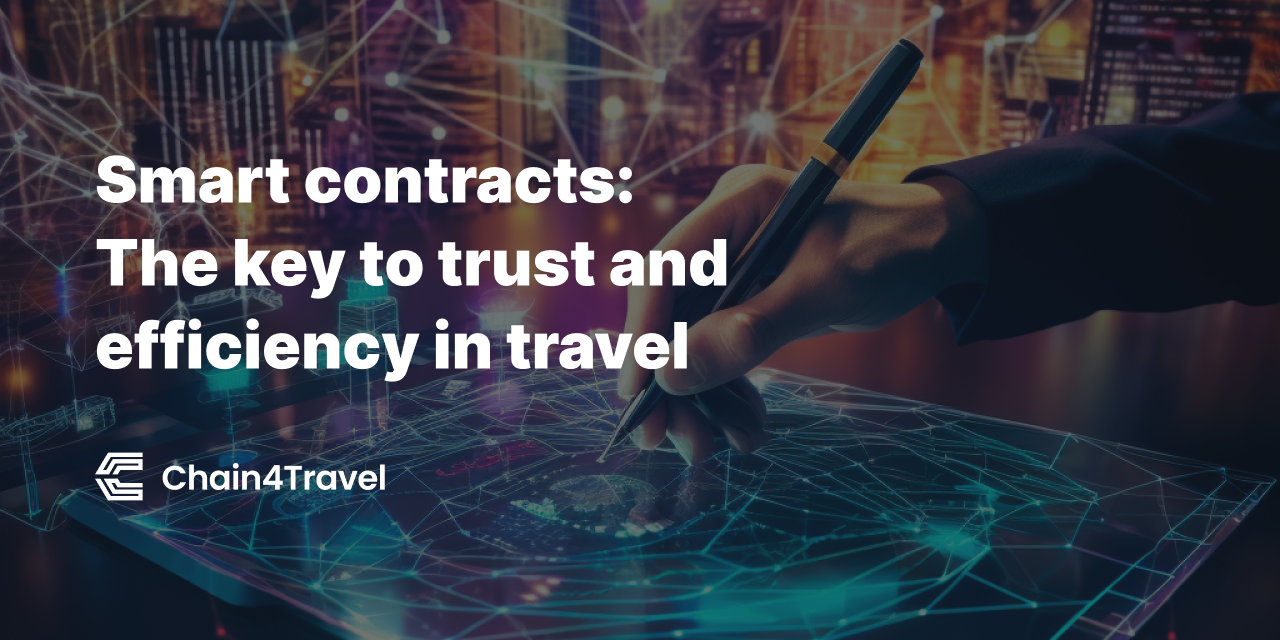 Smart contracts:
The key to trust and
efficiency in travel
Chain4Travel